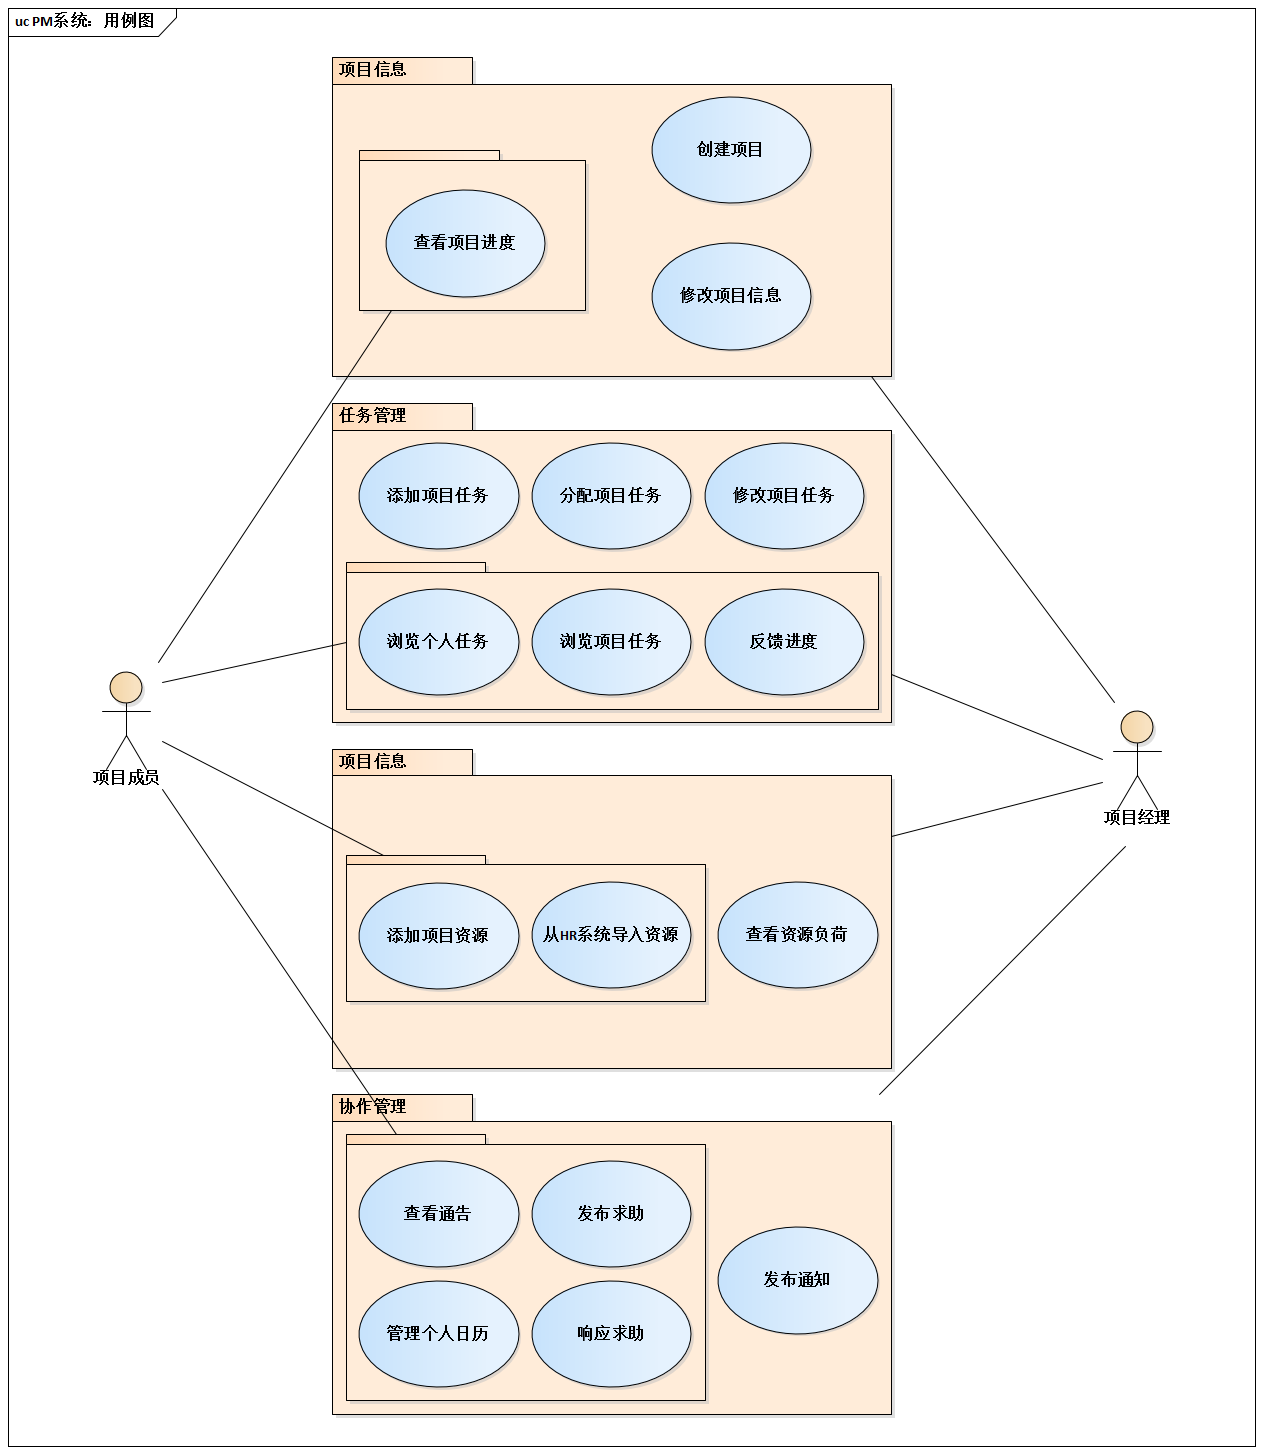 uc PM系统：用例图
项目信息
创建项目
查看项目进度
修改项目信息
任务管理
添加项目任务
分配项目任务
修改项目任务
浏览个人任务
浏览项目任务
反馈进度
项目成员
项目经理
项目信息
添加项目资源
从HR系统导入资源
查看资源负荷
协作管理
查看通告
发布求助
发布通知
管理个人日历
响应求助